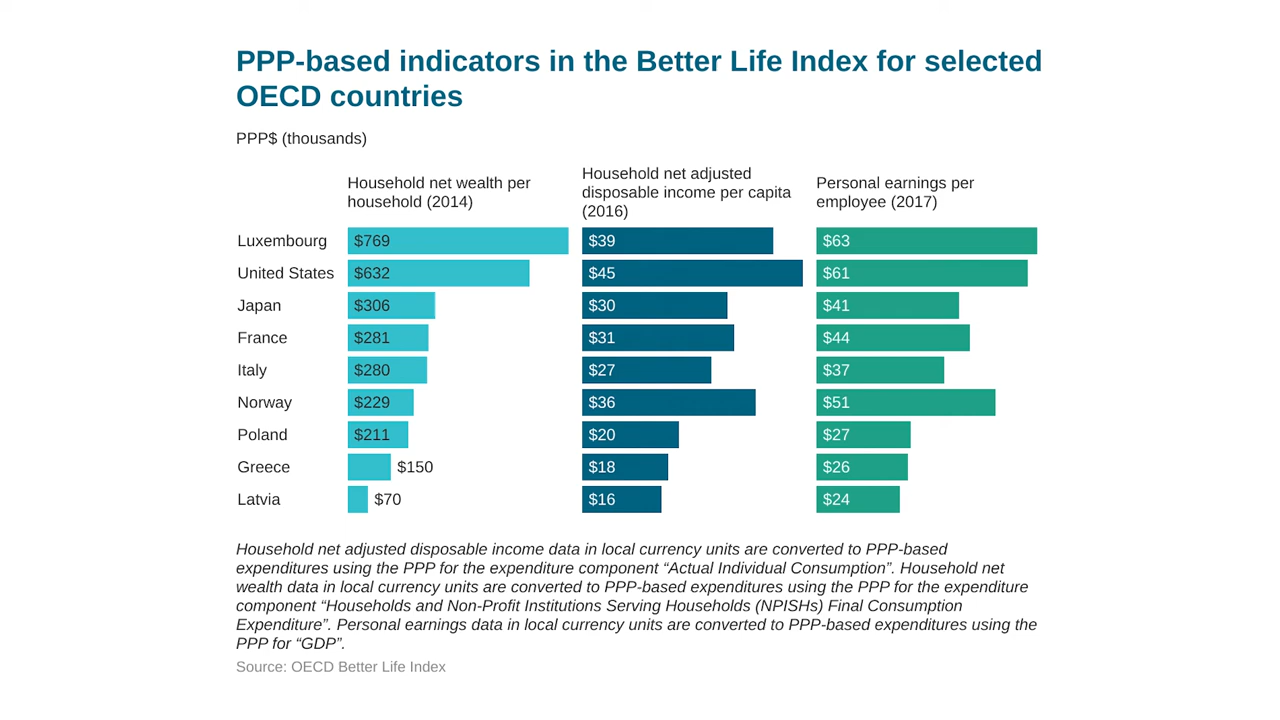 PPP-based indicators in the Better Life Index for selected
OECD countries
PPP$ (thousands)
Household net wealth per
household (2014)
Household net adjusted
disposable income per capita
(2016)
Personal earnings per
employee (2017)
Luxembourg $769 $39 $63
United States $632 $45 $61
Japan $306 $30 $41
France $281 $31 $44
Italy $280 $27 $37
Norway $229 $36 $51
Poland $211 $20 $27
Greece $150 $18 $26
Latvia $70 $16 $24
Household net adjusted disposable income data in local currency units are converted to PPP-based
expenditures using the PPP for the expenditure component “Actual Individual Consumption”. Household net
wealth data in local currency units are converted to PPP-based expenditures using the PPP for the expenditure
component “Households and Non-Profit Institutions Serving Households (NPISHs) Final Consumption
Expenditure”. Personal earnings data in local currency units are converted to PPP-based expenditures using the
PPP for “GDP”.
Source: OECD Better Life Index